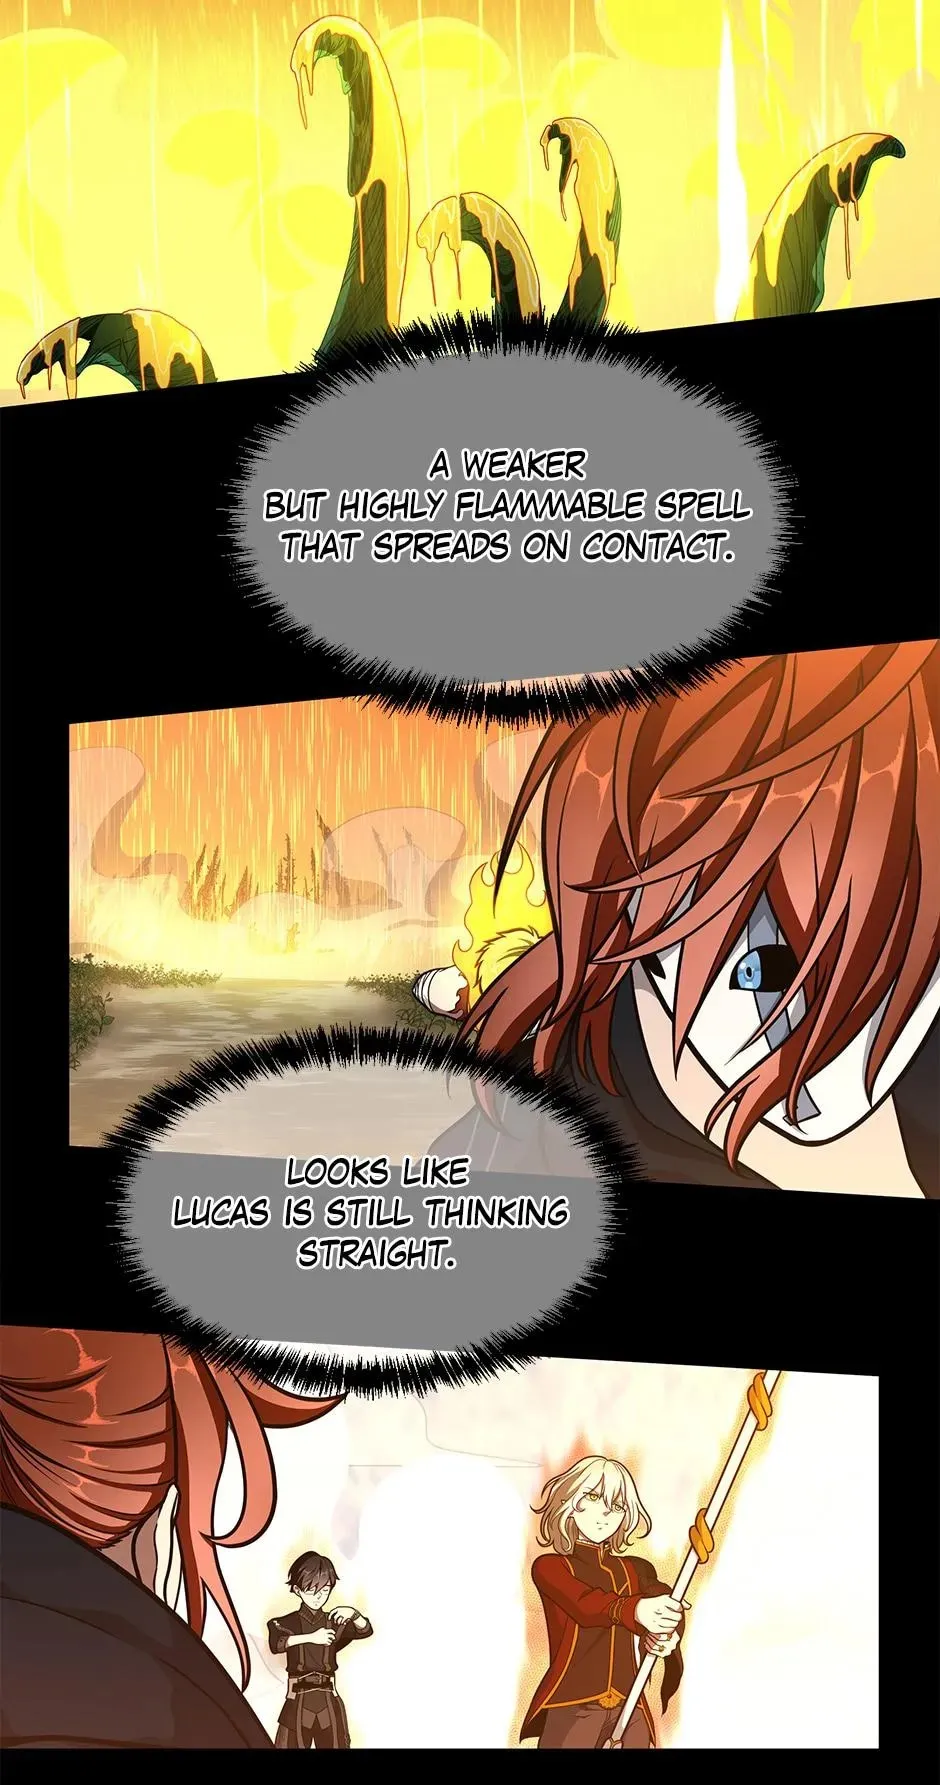 A WEAKER
BUT HIGHLY FLAMMABLE SPELL
THAT SPREADS ON CONTACT.
LOOKS LIKE
LUCAS IS STILL THINKING
STRAIGHT.